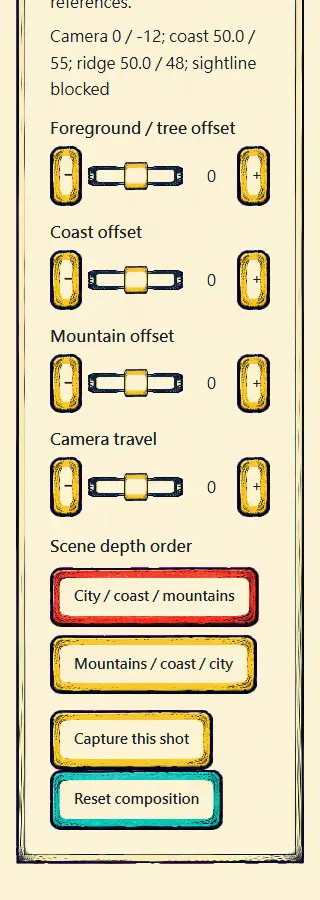 references.
Camera 0 / -12; coast 50.0 /
55; ridge 50.0 / 48; sightline
blocked
Foreground / tree offset
− 0 +
Coast offset
− 0 +
Mountain offset
− 0 +
Camera travel
− 0 +
Scene depth order
City / coast / mountains
Mountains / coast / city
Capture this shot
Reset composition